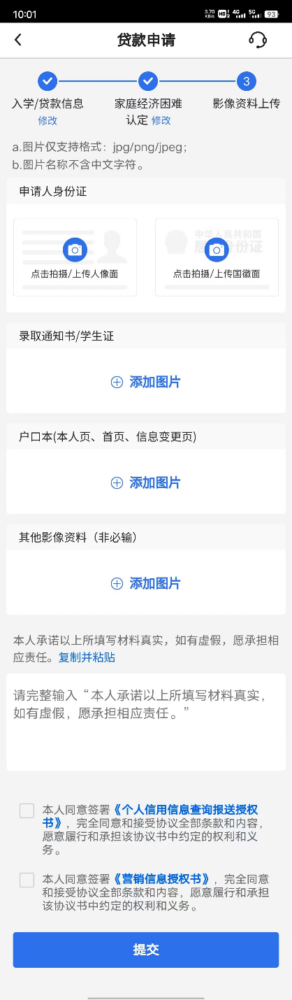 10:01
3.70 KB/s HD 1 2 4G 5G 93
贷款申请
3
入学/贷款信息
修改
家庭经济困难
认定 修改
影像资料上传
a.图片仅支持格式：jpg/png/jpeg；
b.图片名称不含中文字符。
申请人身份证
点击拍摄/上传人像面
中华人民共和国
居民身份证
点击拍摄/上传国徽面
录取通知书/学生证
添加图片
户口本(本人页、首页、信息变更页)
添加图片
其他影像资料（非必输）
添加图片
本人承诺以上所填写材料真实，如有虚假，愿承担相
应责任。复制并粘贴
请完整输入“本人承诺以上所填写材料真实，
如有虚假，愿承担相应责任。”
本人同意签署《个人信用信息查询报送授权
书》，完全同意和接受协议全部条款和内容，
愿意履行和承担该协议书中约定的权利和义
务。
本人同意签署《营销信息授权书》，完全同意
和接受协议全部条款和内容，愿意履行和承担
该协议书中约定的权利和义务。
提交